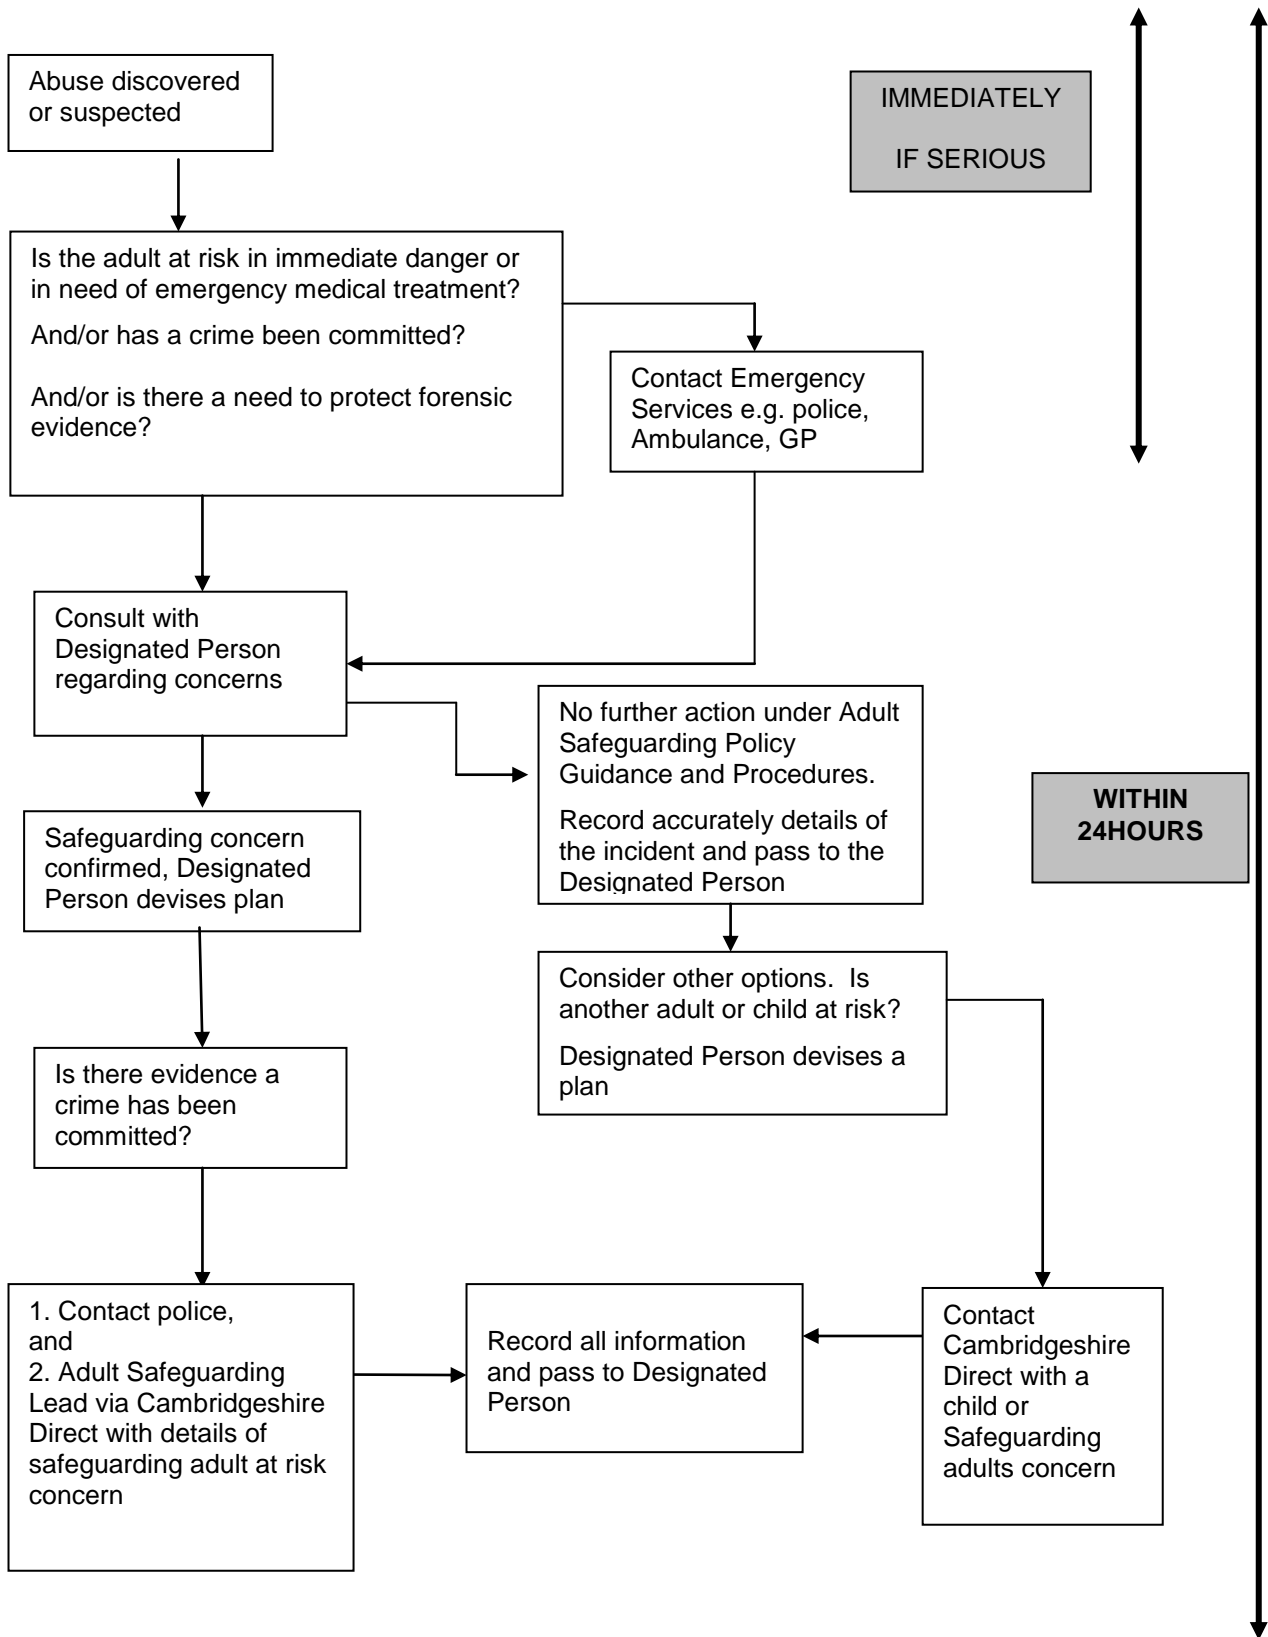 Abuse discovered
or suspected
IMMEDIATELY
IF SERIOUS
Is the adult at risk in immediate danger or
in need of emergency medical treatment?
And/or has a crime been committed?
And/or is there a need to protect forensic
evidence?
Contact Emergency
Services e.g. police,
Ambulance, GP
Consult with
Designated Person
regarding concerns
No further action under Adult
Safeguarding Policy
Guidance and Procedures.
Record accurately details of
the incident and pass to the
Designated Person
WITHIN
24HOURS
Safeguarding concern
confirmed, Designated
Person devises plan
Consider other options.  Is
another adult or child at risk?
Designated Person devises a
plan
Is there evidence a
crime has been
committed?
1. Contact police,
and
2. Adult Safeguarding
Lead via Cambridgeshire
Direct with details of
safeguarding adult at risk
concern
Record all information
and pass to Designated
Person
Contact
Cambridgeshire
Direct with a
child or
Safeguarding
adults concern